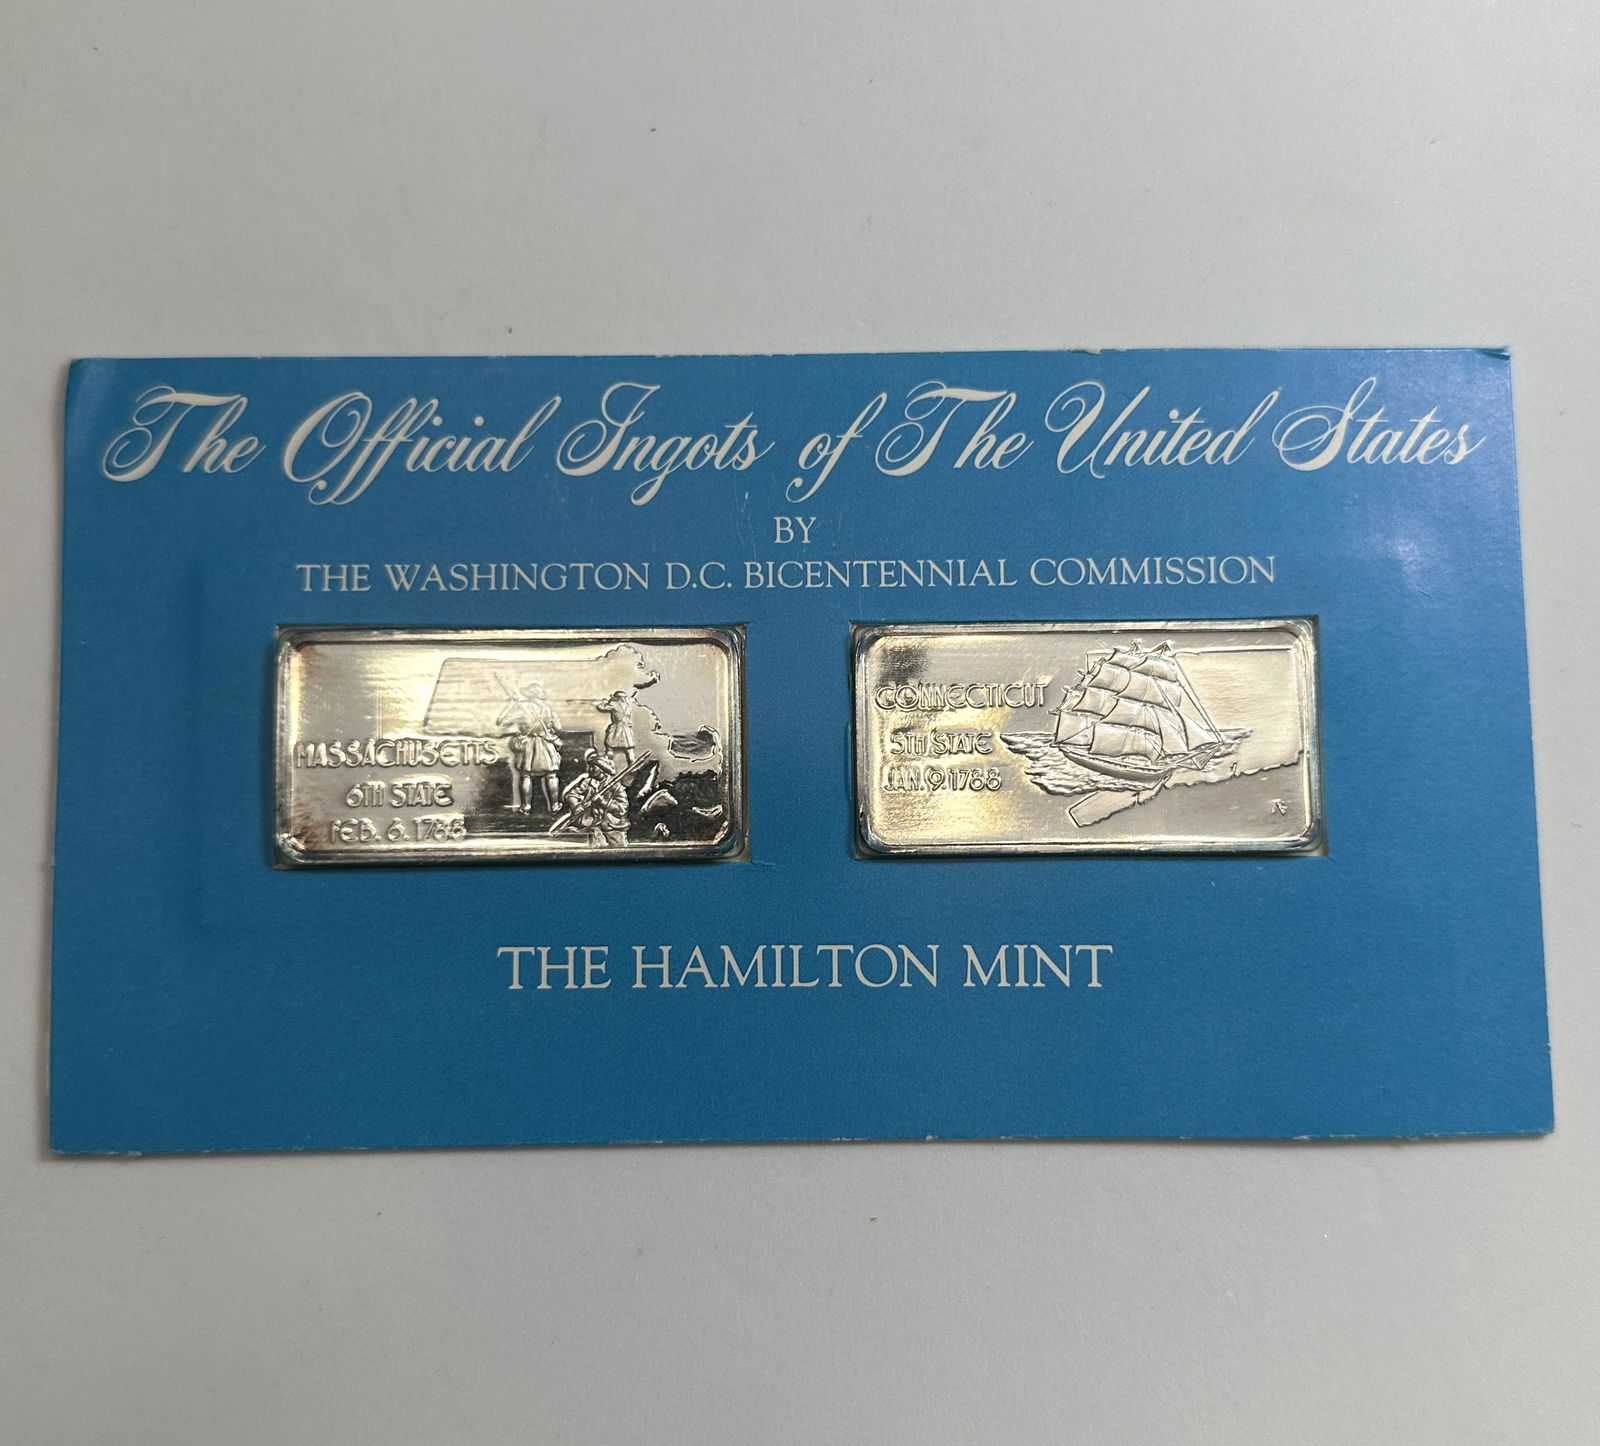 The Official Ingots of The United States
BY
THE WASHINGTON D.C. BICENTENNIAL COMMISSION
MASSACHUSETTS
6TH STATE
FEB. 6. 1788
CONNECTICUT
5TH STATE
JAN. 9. 1788
THE HAMILTON MINT